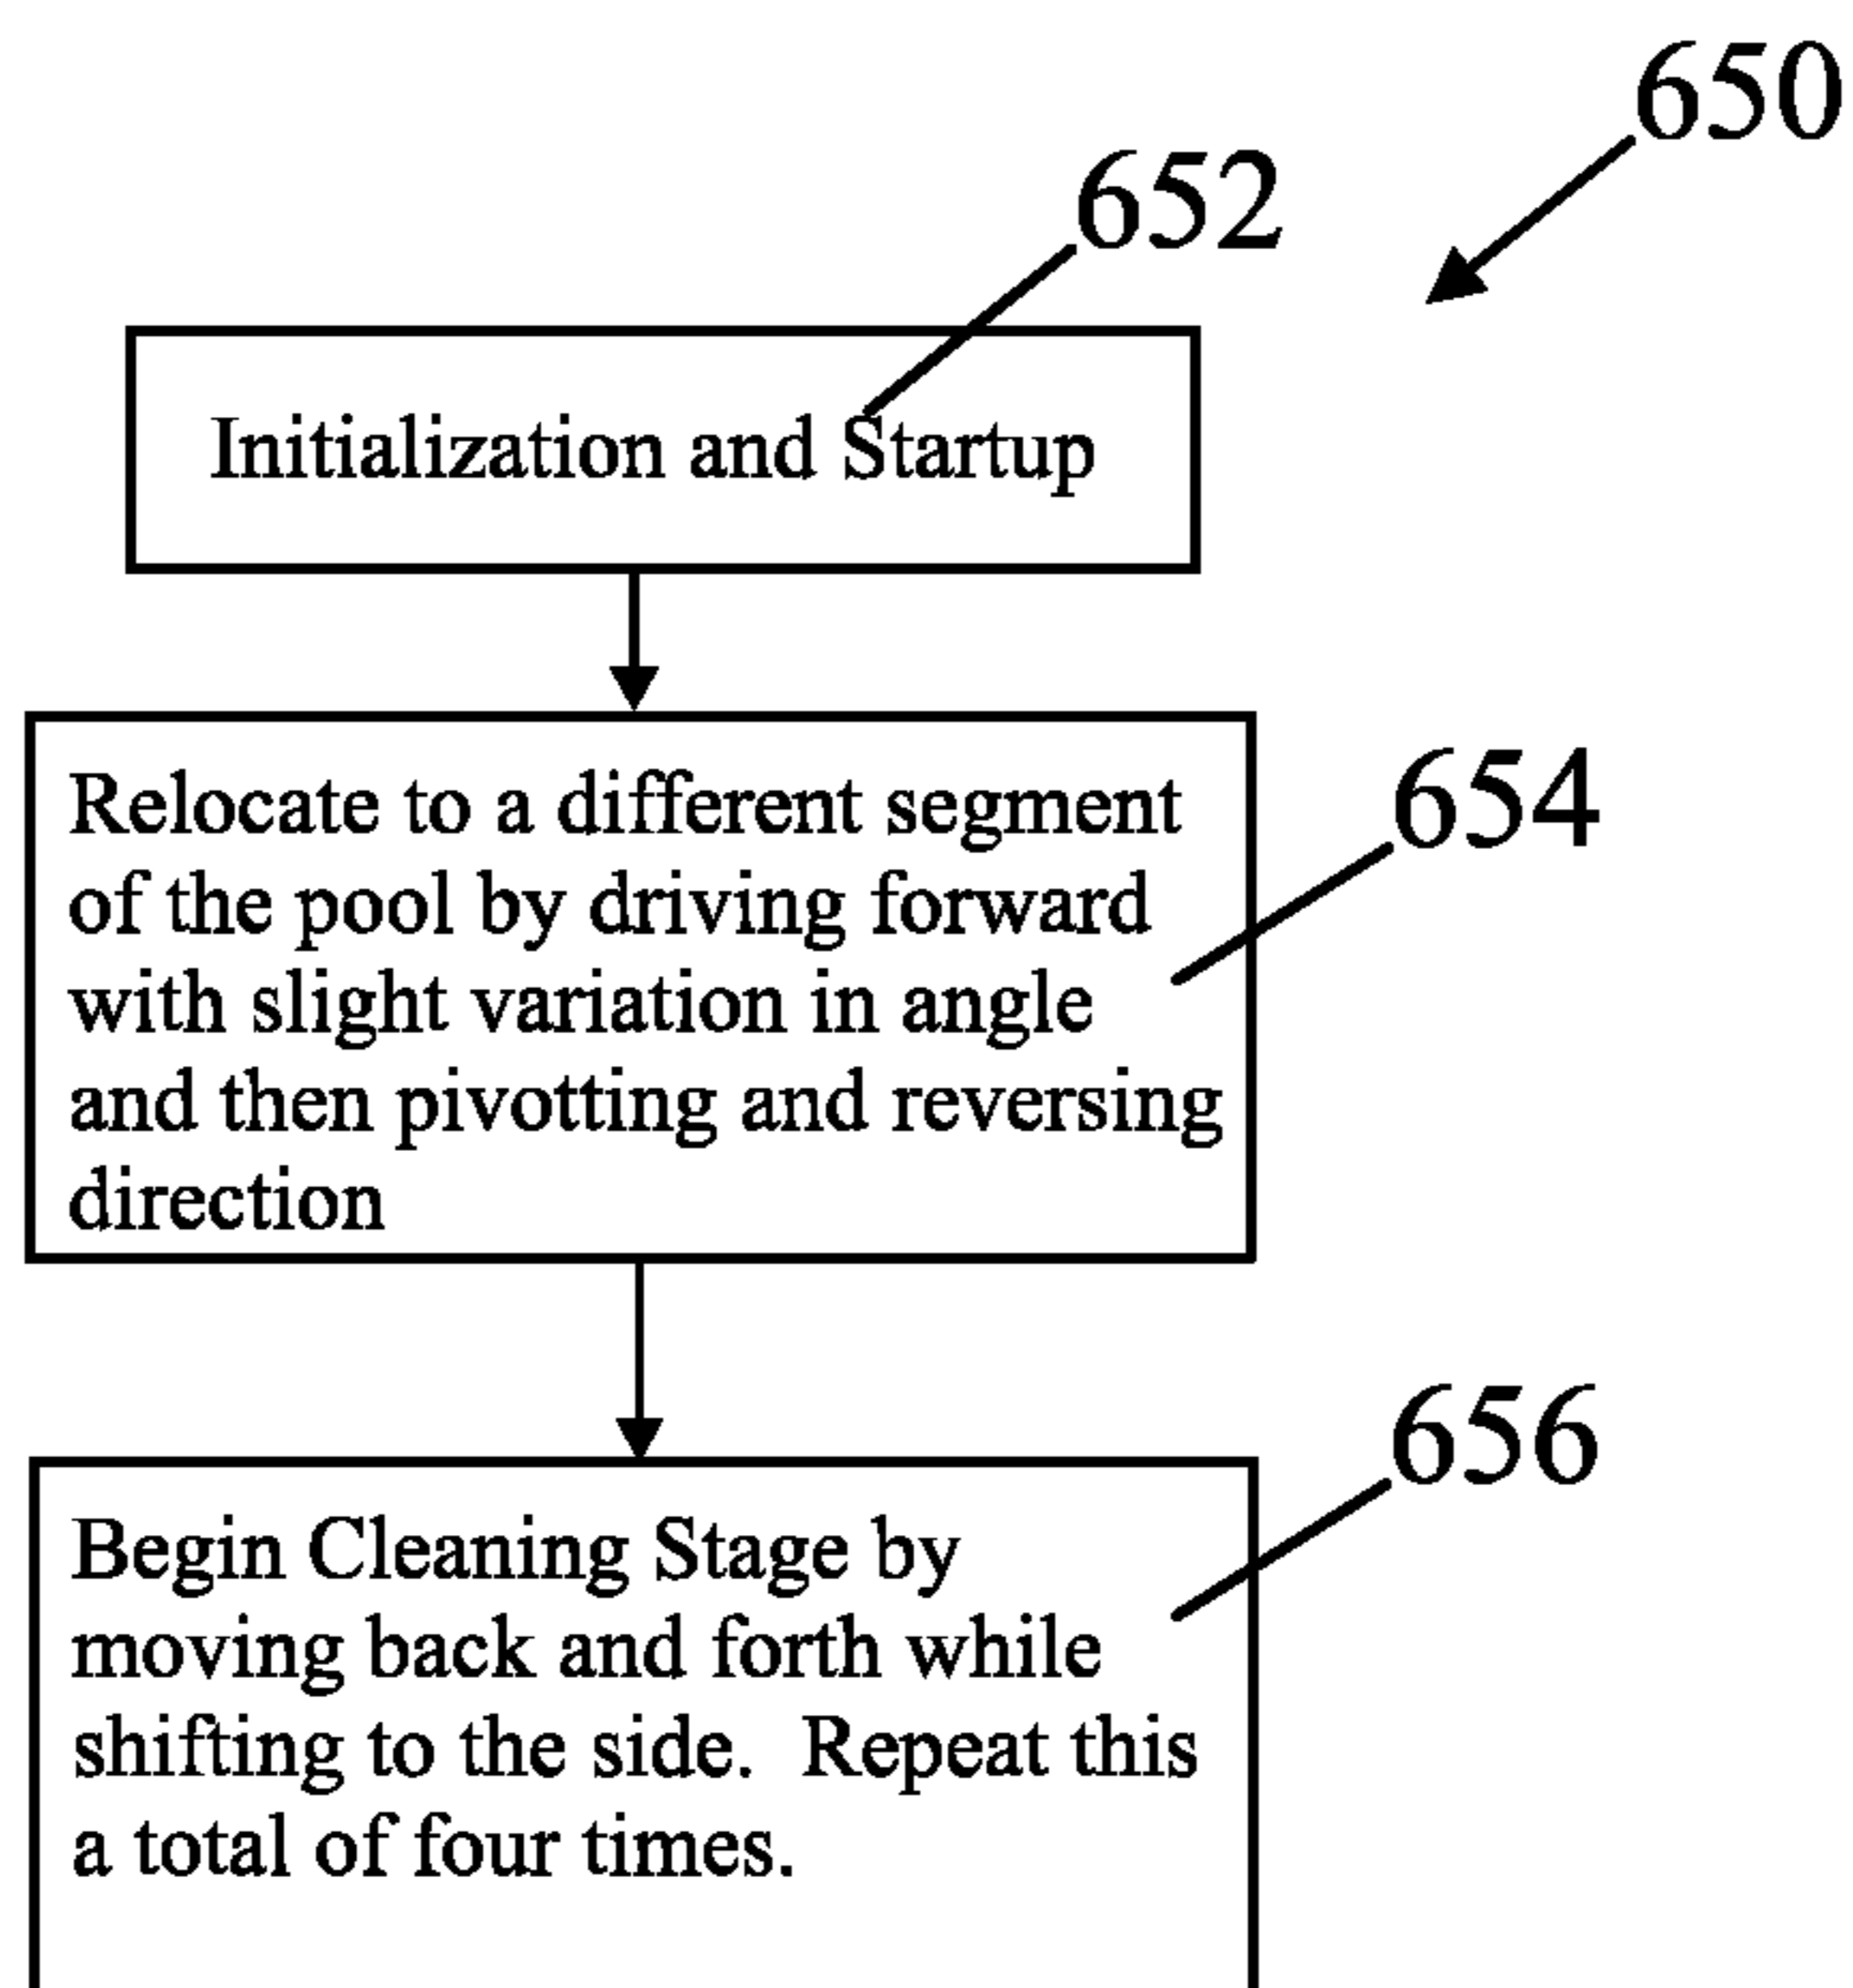 650
652
Initialization and Startup
Relocate to a different segment
of the pool by driving forward
with slight variation in angle
and then pivotting and reversing
direction
654
656
Begin Cleaning Stage by
moving back and forth while
shifting to the side.  Repeat this
a total of four times.